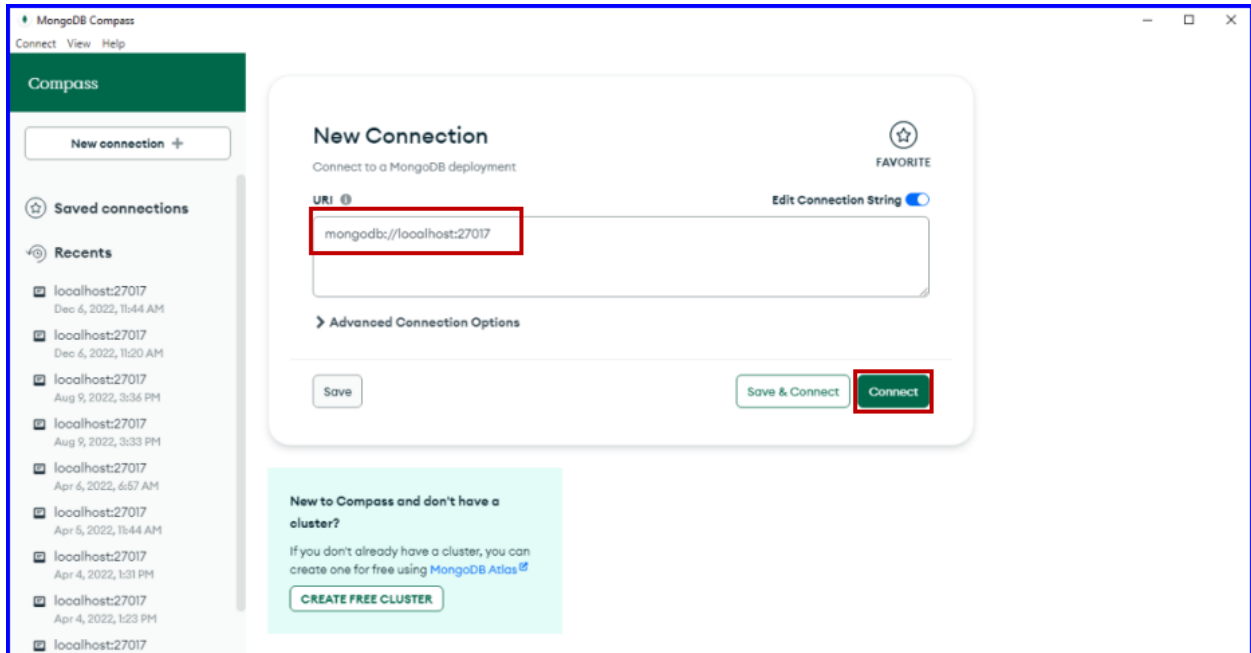 MongoDB Compass
Connect View Help
Compass
New connection +
Saved connections
Recents
localhost:27017
Dec 6, 2022, 11:44 AM
localhost:27017
Dec 6, 2022, 11:20 AM
localhost:27017
Aug 9, 2022, 3:36 PM
localhost:27017
Aug 9, 2022, 3:33 PM
localhost:27017
Apr 6, 2022, 6:57 AM
localhost:27017
Apr 5, 2022, 11:44 AM
localhost:27017
Apr 4, 2022, 1:31 PM
localhost:27017
Apr 4, 2022, 1:23 PM
localhost:27017
New Connection
Connect to a MongoDB deployment
FAVORITE
URI
Edit Connection String
mongodb://localhost:27017
Advanced Connection Options
Save
Save & Connect
Connect
New to Compass and don't have a
cluster?
If you don't already have a cluster, you can
create one for free using MongoDB Atlas
CREATE FREE CLUSTER